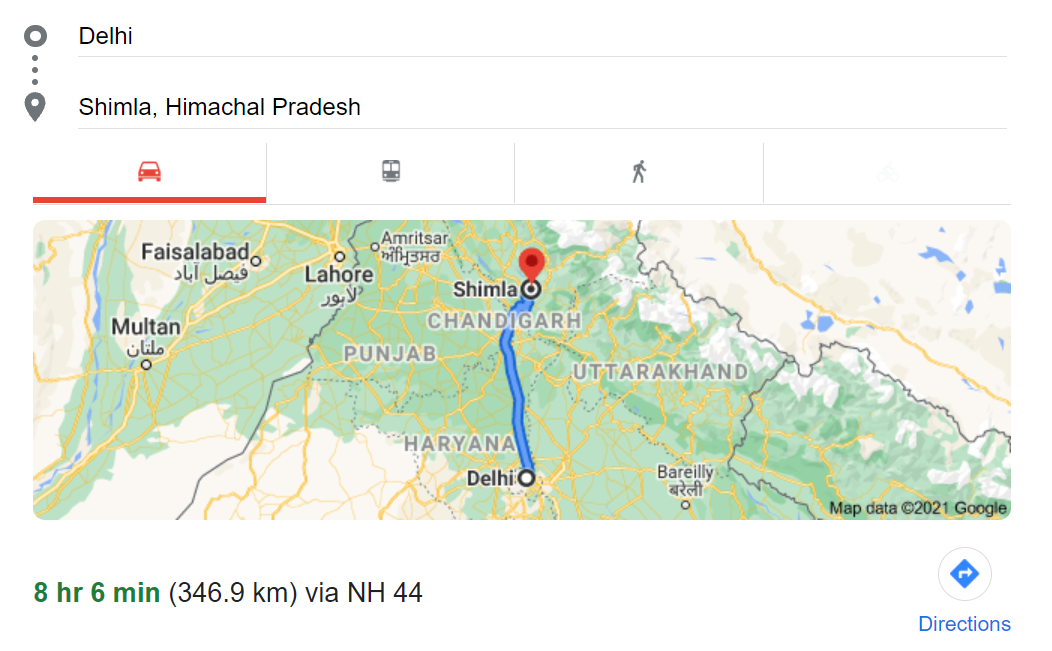 Delhi
Shimla, Himachal Pradesh
Amritsar
ਅੰਮ੍ਰਿਤਸਰ
Faisalabad
فیصل آباد
Lahore
لاہور
Shimla
CHANDIGARH
Multan
ملتان
PUNJAB
UTTARAKHAND
HARYANA
Delhi
Bareilly
बरेली
Map data ©2021 Google
8 hr 6 min (346.9 km) via NH 44
Directions